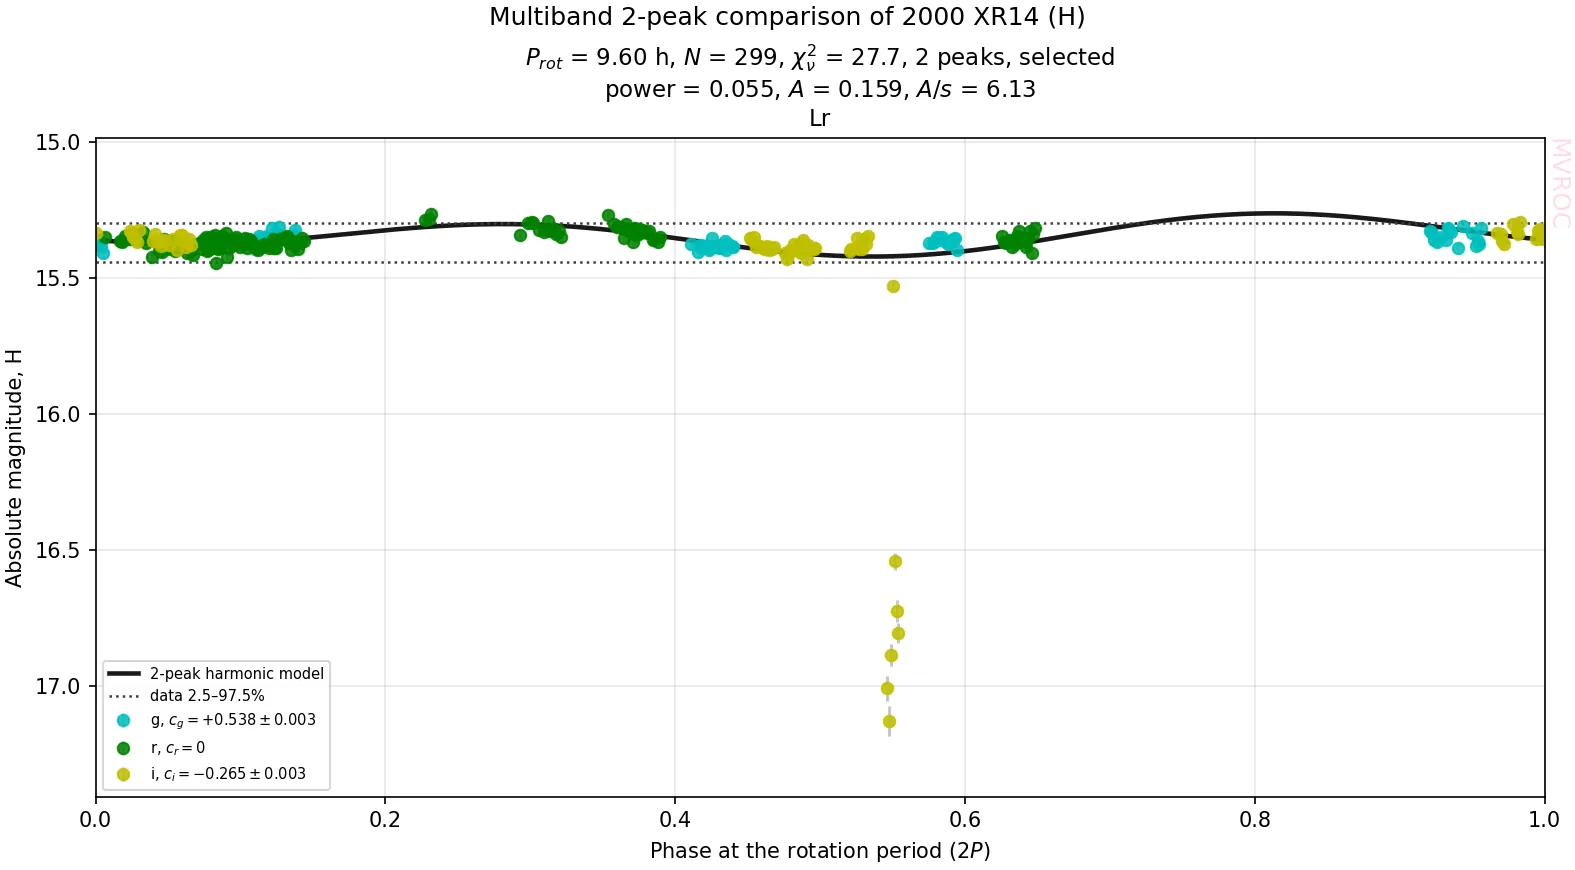 Multiband 2-peak comparison of 2000 XR14 (H)
P_rot = 9.60 h, N = 299, χ²_ν = 27.7, 2 peaks, selected
power = 0.055, A = 0.159, A/s = 6.13
Lr
MVROC
15.0
15.5
16.0
16.5
17.0
Absolute magnitude, H
2-peak harmonic model
data 2.5–97.5%
g, c_g = +0.538 ± 0.003
r, c_r = 0
i, c_i = −0.265 ± 0.003
0.0 0.2 0.4 0.6 0.8 1.0
Phase at the rotation period (2P)